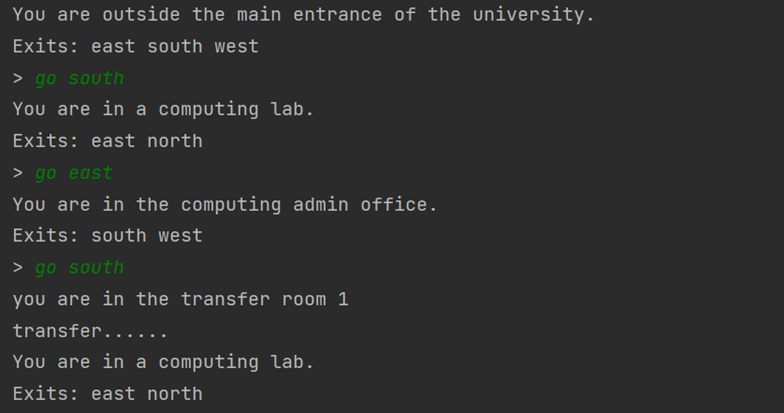 You are outside the main entrance of the university.
Exits: east south west
> go south
You are in a computing lab.
Exits: east north
> go east
You are in the computing admin office.
Exits: south west
> go south
you are in the transfer room 1
transfer......
You are in a computing lab.
Exits: east north